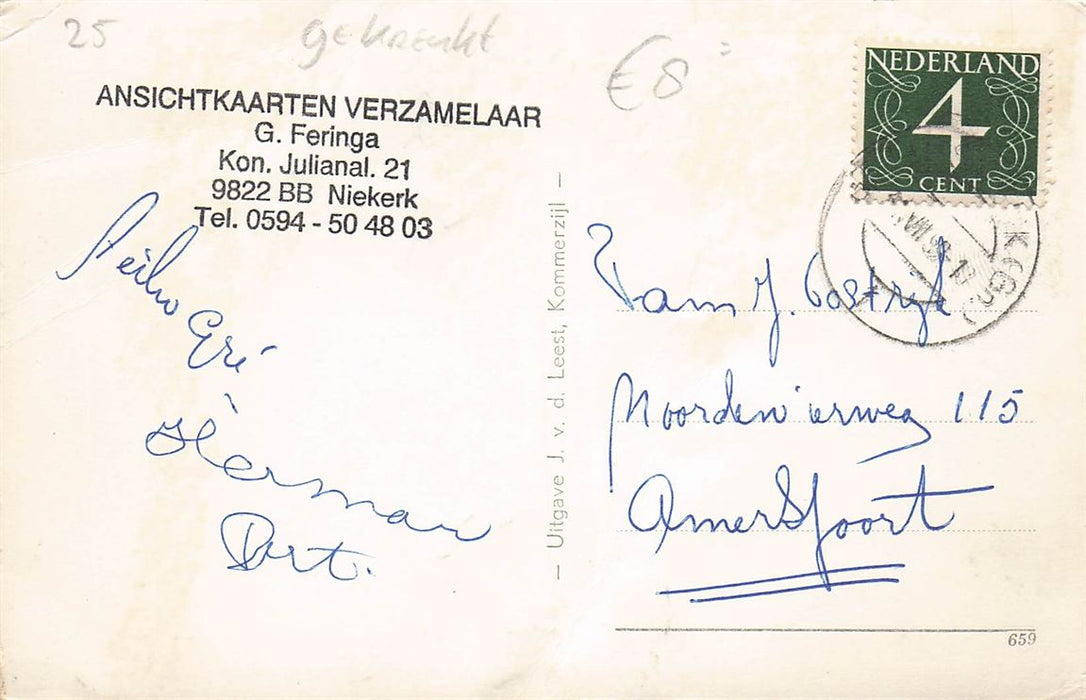 25
gekreukt
€8
ANSICHTKAARTEN VERZAMELAAR
G. Feringa
Kon. Julianal. 21
9822 BB Niekerk
Tel. 0594 - 50 48 03
NEDERLAND
4
CENT
Herman
– Uitgave J. v. d. Leest, Kommerzijl –
Fam J. Oostrijk
115
Amersfoort
659